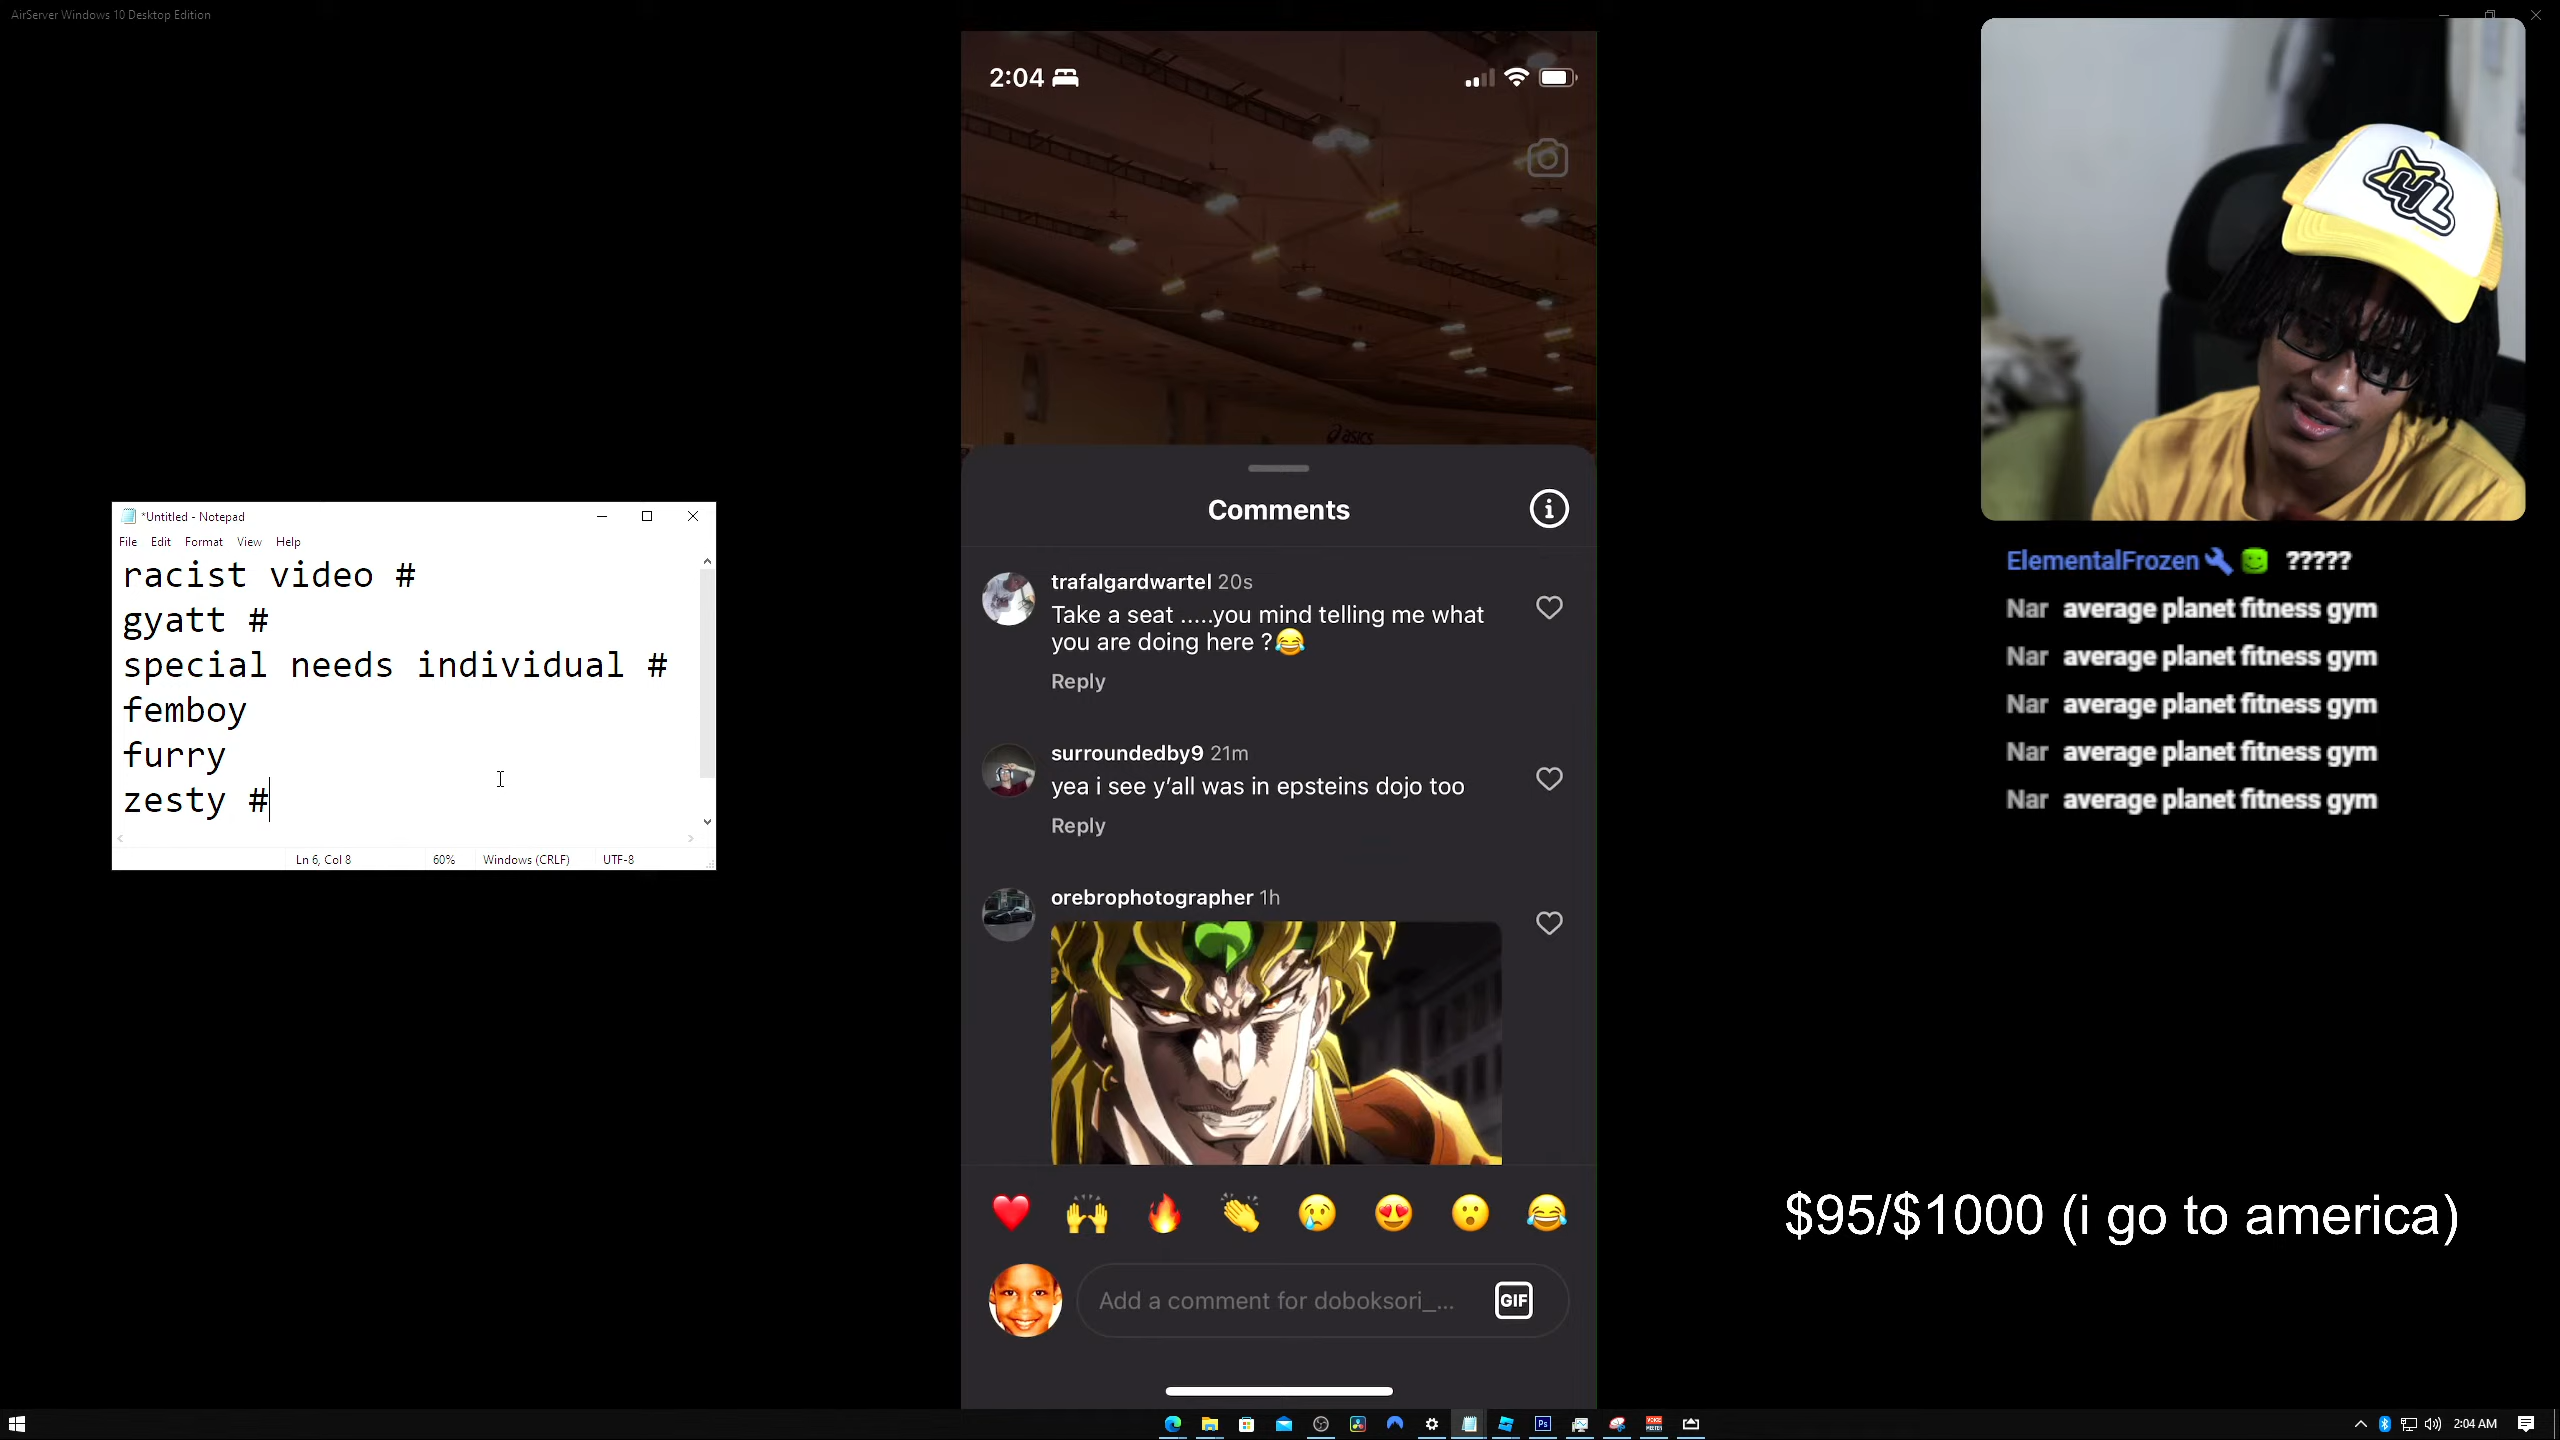 AirServer Windows 10 Desktop Edition
*Untitled - Notepad
File Edit Format View Help
racist video #
gyatt #
special needs individual #
femboy
furry
zesty #
Ln 6, Col 8 60% Windows (CRLF) UTF-8
2:04
asics
Comments
trafalgardwartel 20s
Take a seat .....you mind telling me what
you are doing here ?😂
Reply
surroundedby9 21m
yea i see y’all was in epsteins dojo too
Reply
orebrophotographer 1h
❤️ 🙌 🔥 👏 😢 😍 😮 😂
Add a comment for doboksori_...
GIF
Y4L
ElementalFrozen ?????
Nar average planet fitness gym
Nar average planet fitness gym
Nar average planet fitness gym
Nar average planet fitness gym
Nar average planet fitness gym
$95/$1000 (i go to america)
Ps
2:04 AM